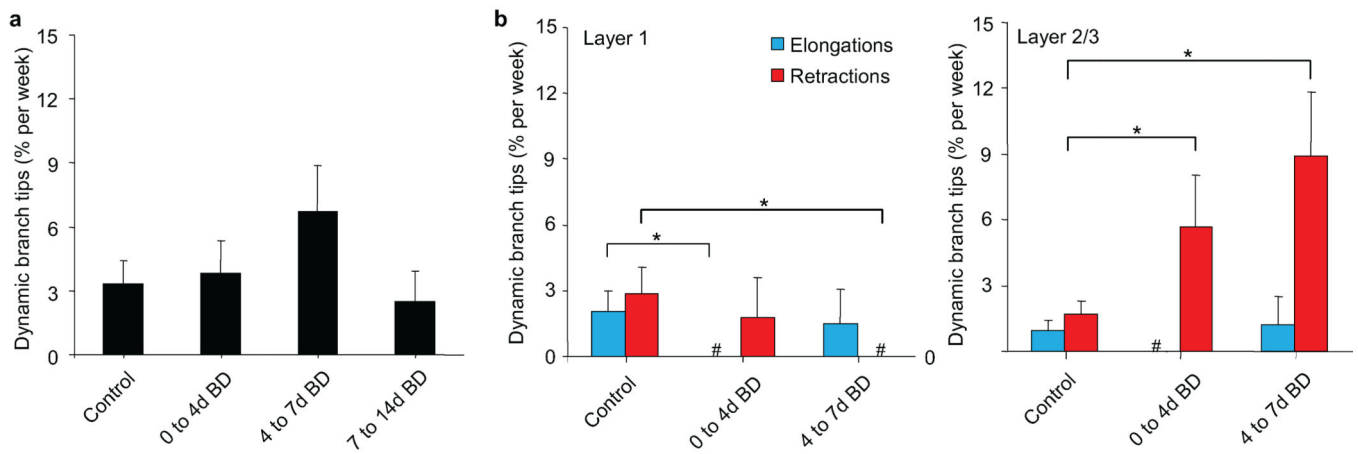 a
Dynamic branch tips (% per week)
15
12
9
6
3
0
Control
0 to 4d BD
4 to 7d BD
7 to 14d BD
b
Dynamic branch tips (% per week)
15
12
9
6
3
0
Layer 1
Elongations
Retractions
*
*
#
#
Control
0 to 4d BD
4 to 7d BD
Dynamic branch tips (% per week)
15
12
9
6
3
0
Layer 2/3
*
*
#
Control
0 to 4d BD
4 to 7d BD